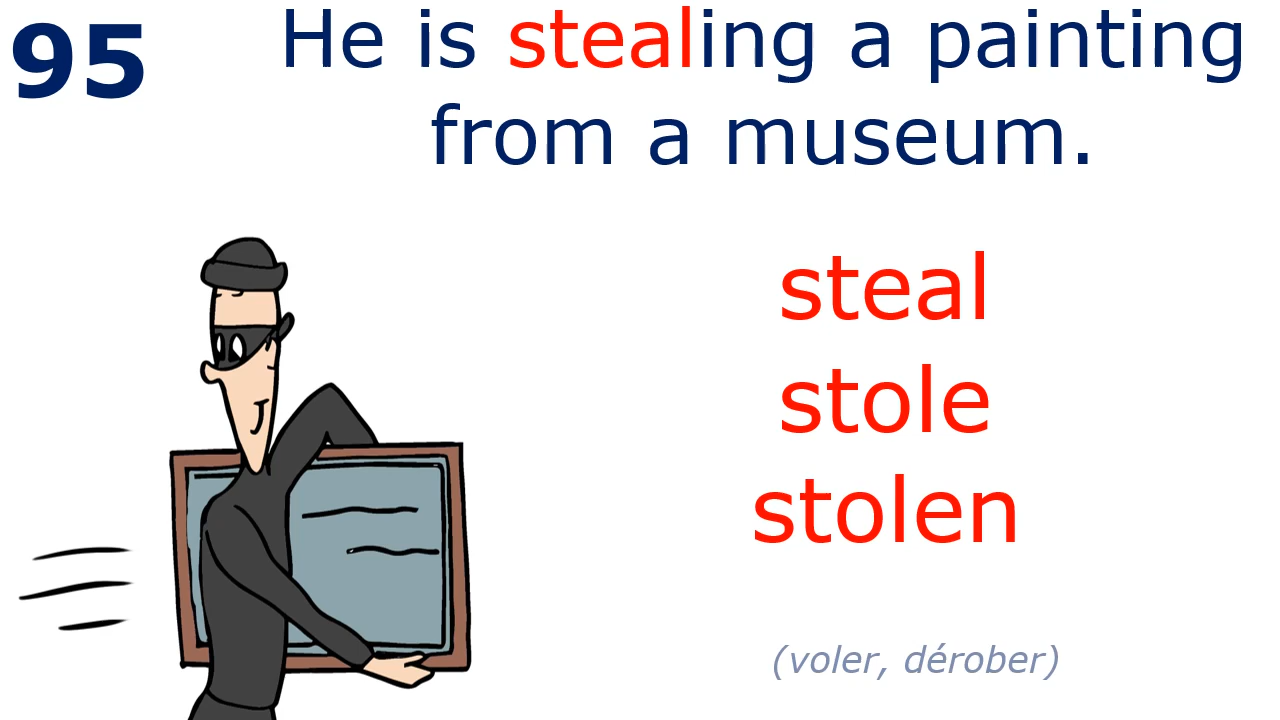 95
He is stealing a painting
from a museum.
steal
stole
stolen
(voler, dérober)